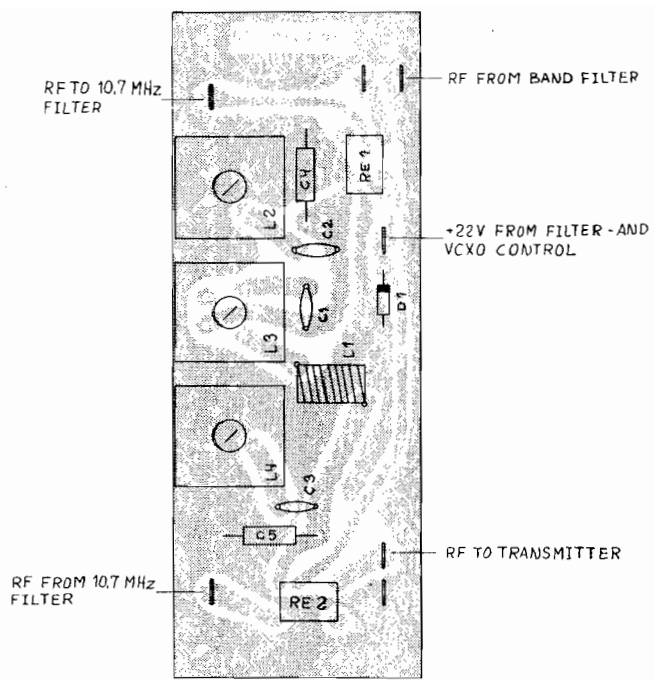 RF TO 10,7 MHz
FILTER
RF FROM BAND FILTER
C4
RE 1
L2
C2
+22V FROM FILTER - AND
VCXO CONTROL
D1
C1
L3
L1
L4
C3
C5
RF TO TRANSMITTER
RF FROM 10.7 MHz
FILTER
RE 2